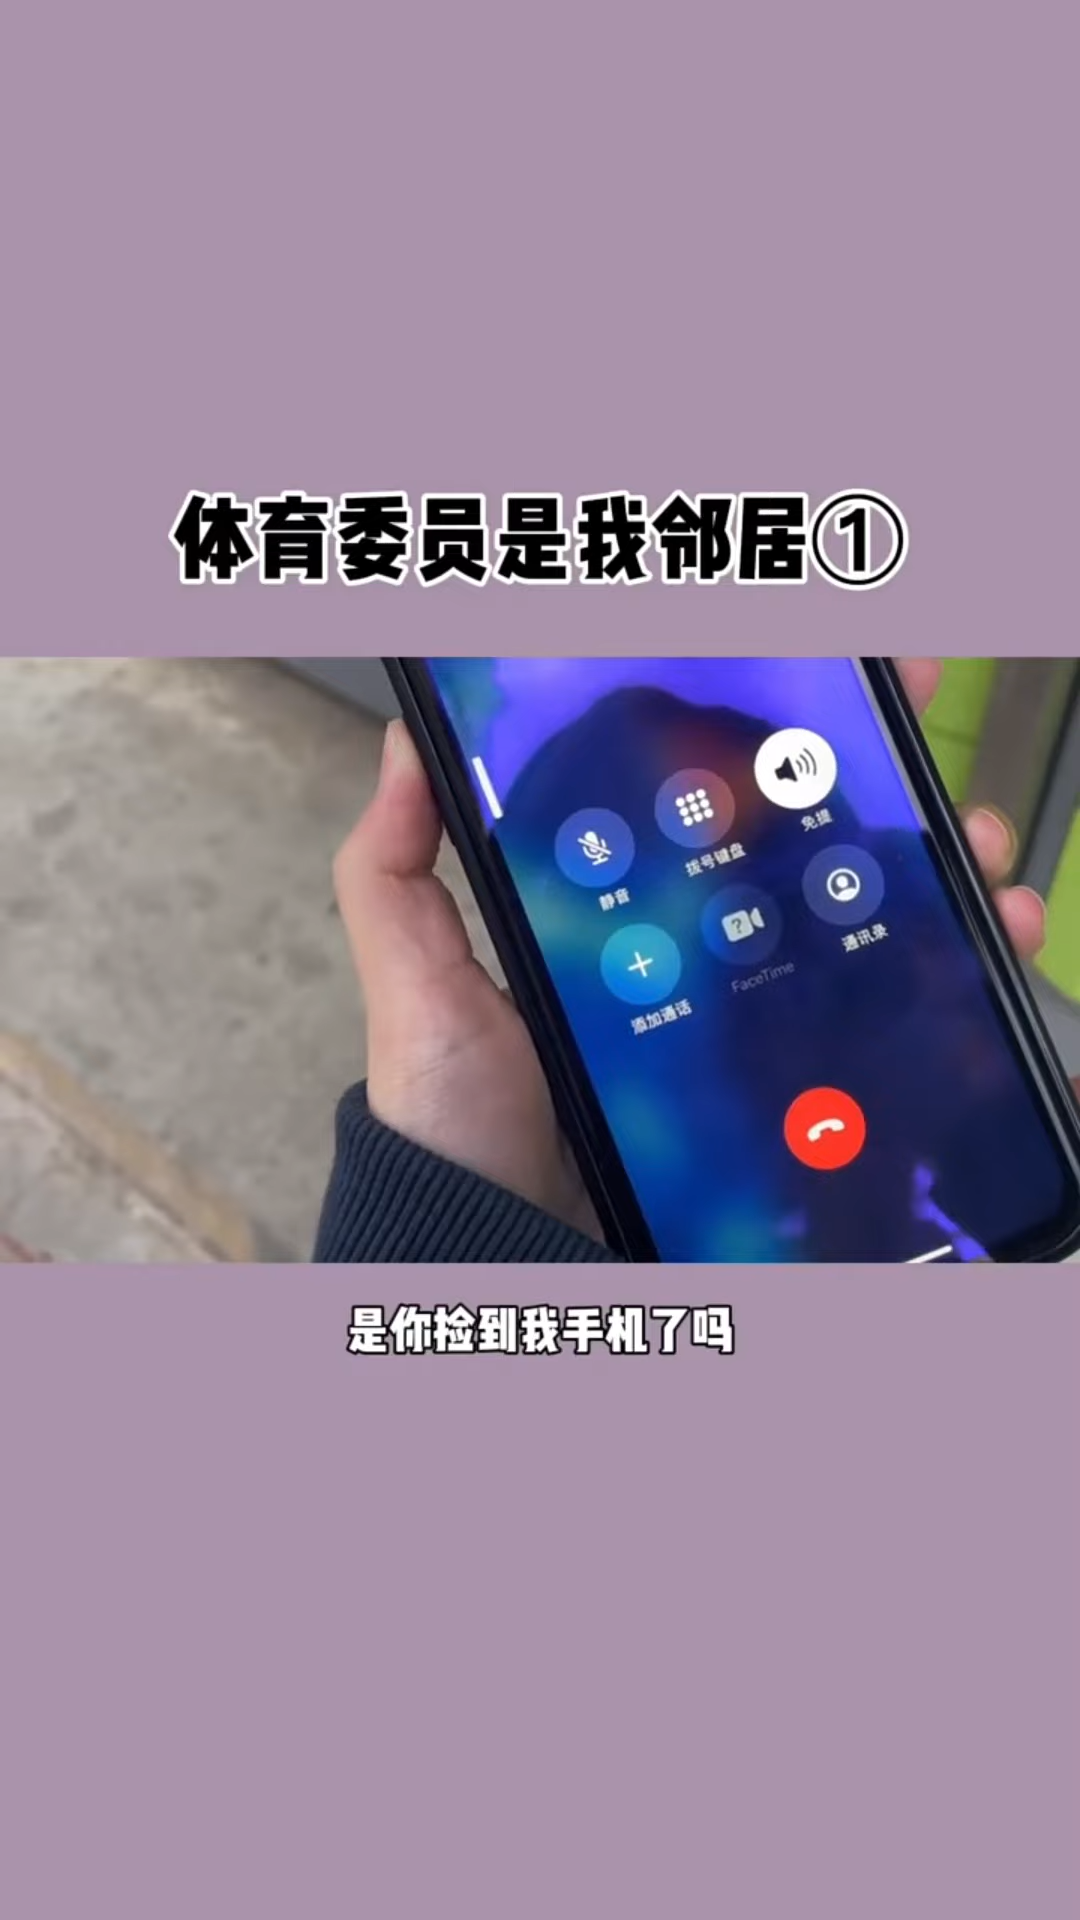 体育委员是我邻居①
免提
拨号键盘
静音
通讯录
FaceTime
添加通话
是你捡到我手机了吗